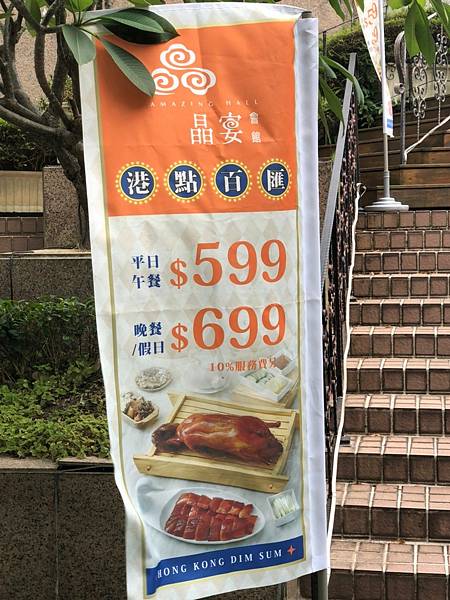 AMAZING HALL
晶宴 會館
港點百匯
平日午餐 $599
晚餐/假日 $699
10%服務費另
HONG KONG DIM SUM